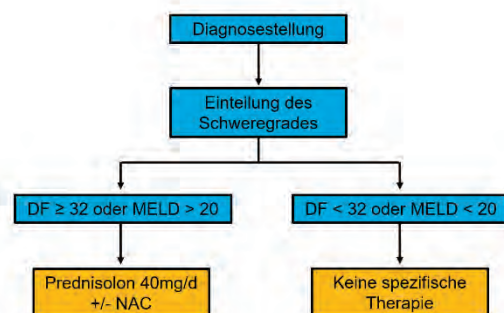 Diagnosestellung
Einteilung des
Schweregrades
DF ≥ 32 oder MELD > 20
DF < 32 oder MELD < 20
Prednisolon 40mg/d
+/- NAC
Keine spezifische
Therapie